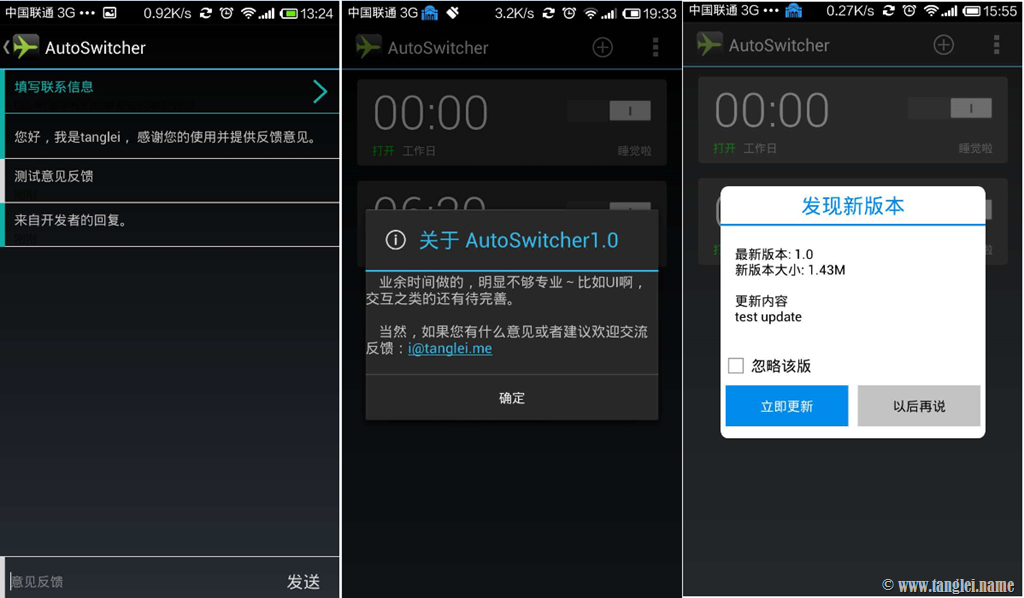 中国联通 3G ••• 0.92K/s 13:24
AutoSwitcher
填写联系信息
您好，我是tanglei ，感谢您的使用并提供反馈意见。
测试意见反馈
来自开发者的回复。
意见反馈 发送
中国联通 3G 3.2K/s 19:33
AutoSwitcher
00:00
打开 工作日 睡觉啦
关于 AutoSwitcher1.0
业余时间做的，明显不够专业～比如UI啊，
交互之类的还有待完善。
当然，如果您有什么意见或者建议欢迎交流
反馈：i@tanglei.me
确定
中国联通 3G ••• 0.27K/s 15:55
AutoSwitcher
00:00
打开 工作日 睡觉啦
发现新版本
最新版本: 1.0
新版本大小: 1.43M
更新内容
test update
忽略该版
立即更新 以后再说
© www.tanglei.name